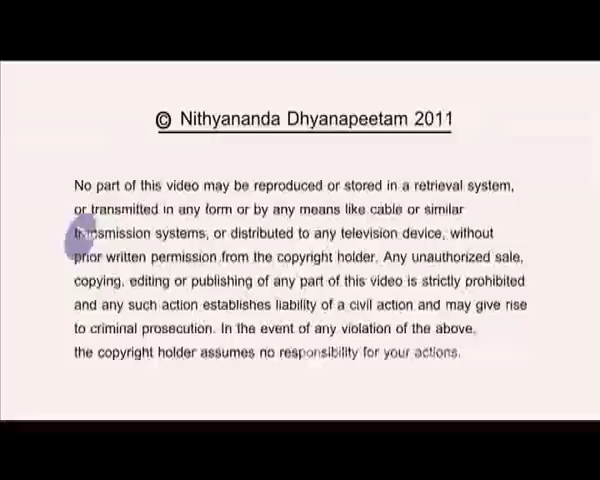 © Nithyananda Dhyanapeetam 2011
No part of this video may be reproduced or stored in a retrieval system,
or transmitted in any form or by any means like cable or similar
transmission systems, or distributed to any television device, without
prior written permission from the copyright holder. Any unauthorized sale,
copying, editing or publishing of any part of this video is strictly prohibited
and any such action establishes liability of a civil action and may give rise
to criminal prosecution. In the event of any violation of the above,
the copyright holder assumes no responsibility for your actions.